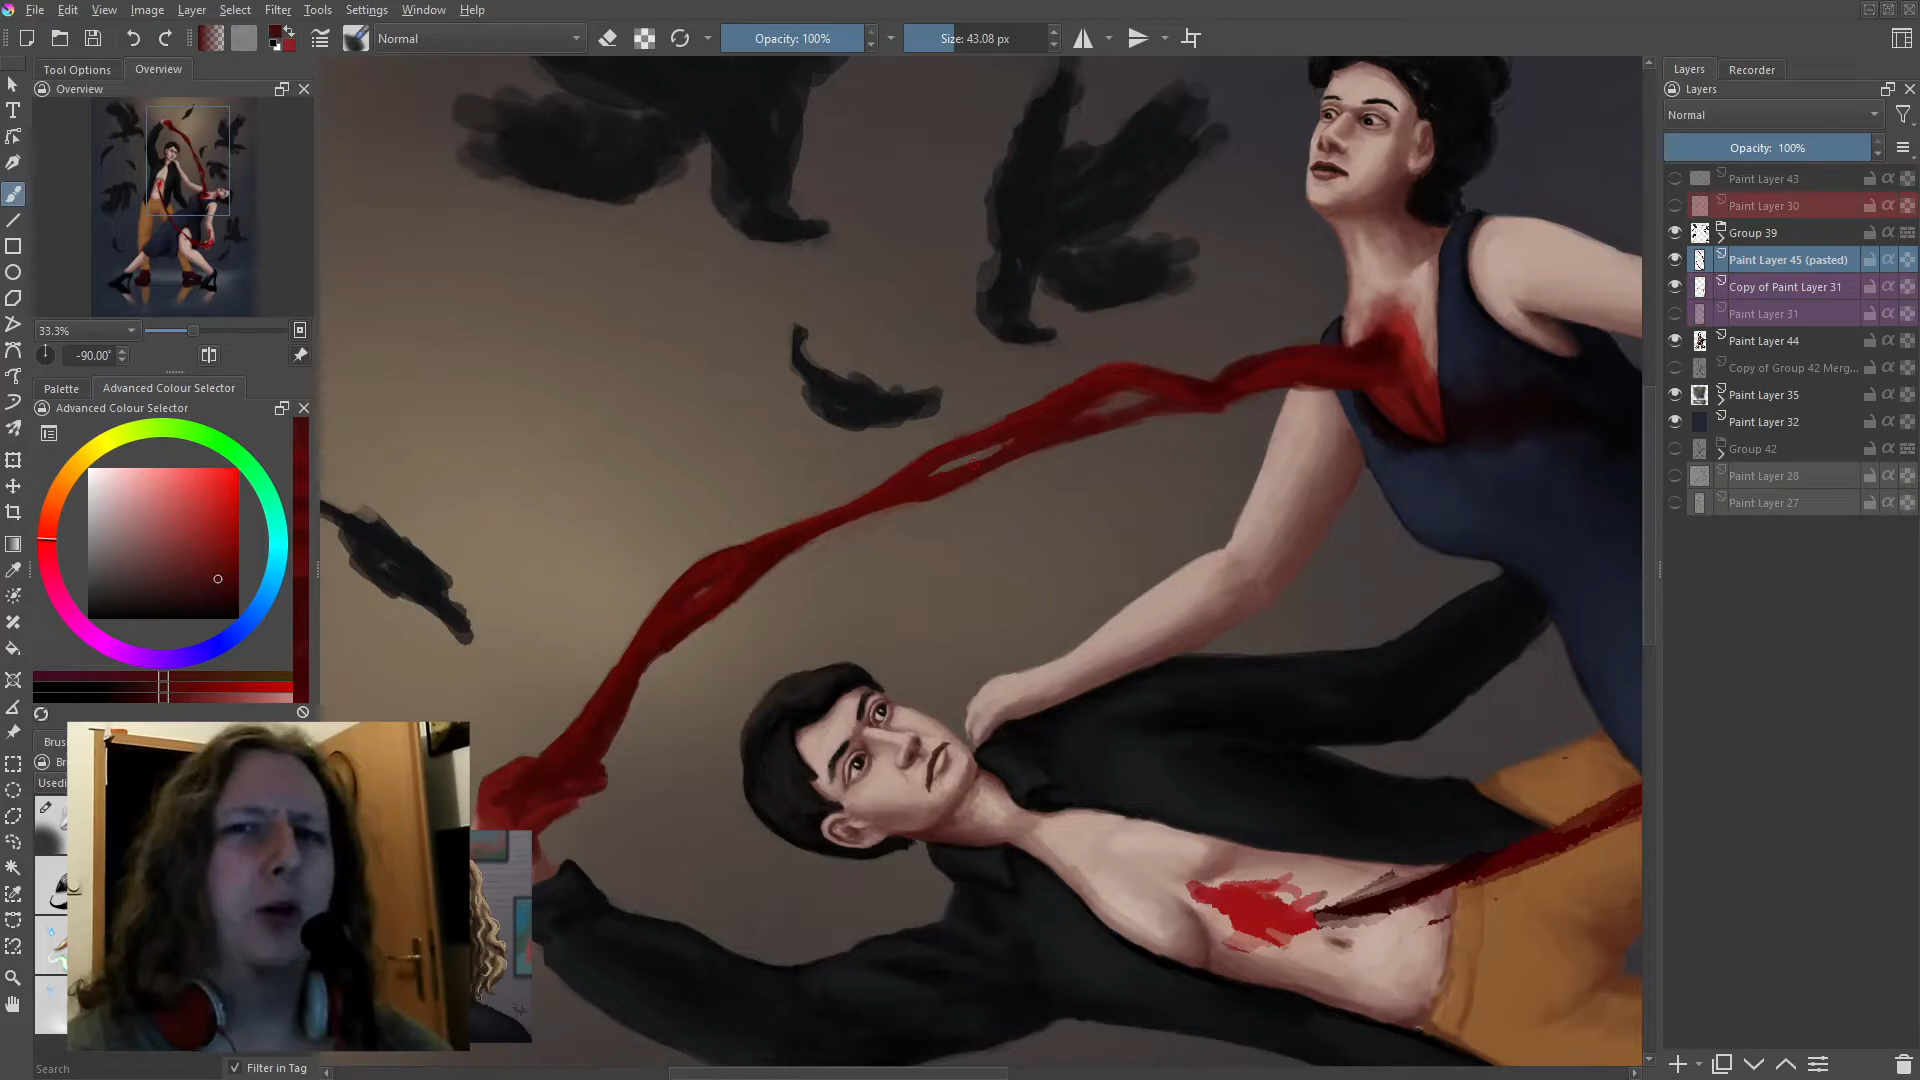 File Edit View Image Layer Select Filter Tools Settings Window Help
Normal
Opacity: 100%
Size: 43.08 px
Tool Options
Overview
Layers
Recorder
Overview
Layers
Normal
Opacity: 100%
Paint Layer 43
Paint Layer 30
Group 39
Paint Layer 45 (pasted)
Copy of Paint Layer 31
Paint Layer 31
Paint Layer 44
Copy of Group 42 Merg...
Paint Layer 35
Paint Layer 32
Group 42
Paint Layer 28
Paint Layer 27
33.3%
-90.00°
Palette
Advanced Colour Selector
Advanced Colour Selector
Search
Filter in Tag